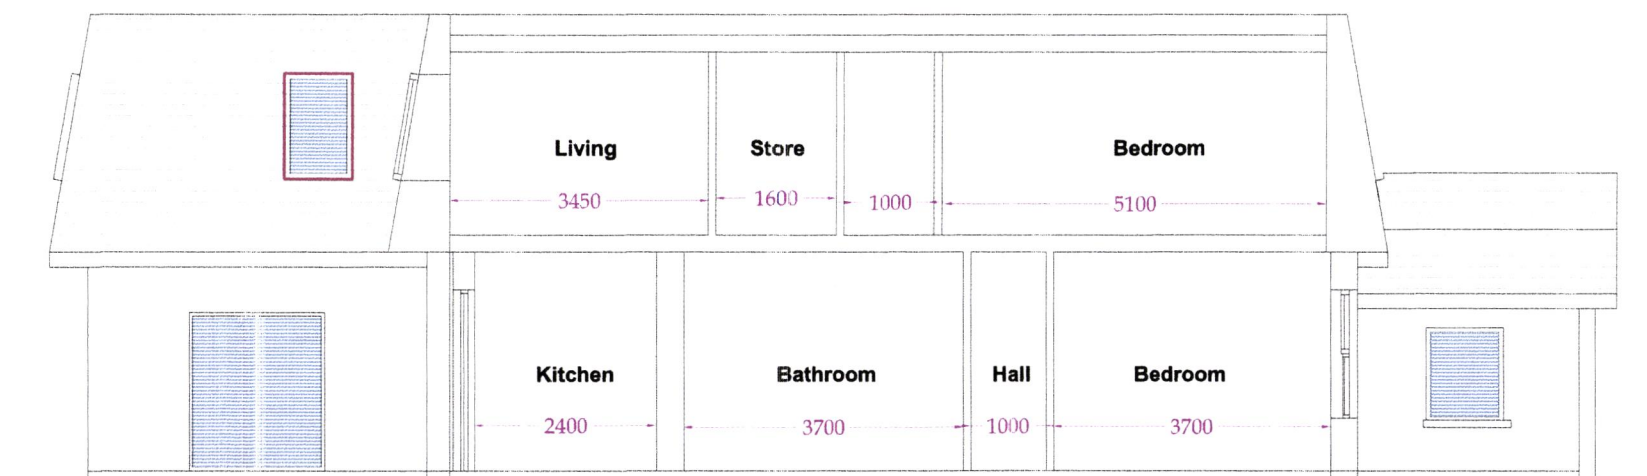 Living Store Bedroom
3450 1600 1000 5100
Kitchen Bathroom Hall Bedroom
2400 3700 1000 3700